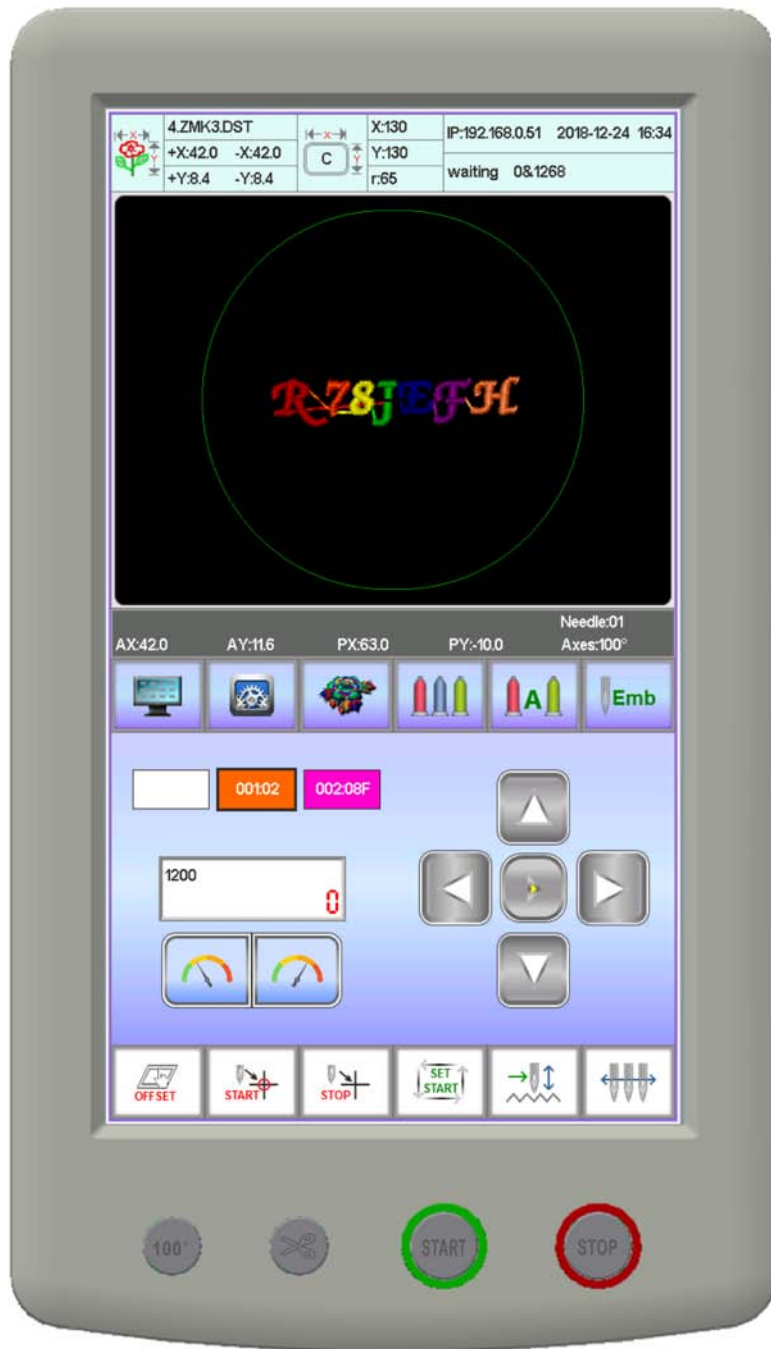 4.ZMK3.DST
+X:42.0 -X:42.0
+Y:8.4 -Y:8.4
X
Y
C
X
Y
X:130
Y:130
r:65
IP:192.168.0.51 2018-12-24 16:34
waiting 0&1268
RZ8JEFH
Needle:01
AX:42.0 AY:11.6 PX:63.0 PY:-10.0 Axes:100°
A
Emb
001:02 002:08F
1200
0
OFFSET
START
STOP
SET
START
100°
START
STOP